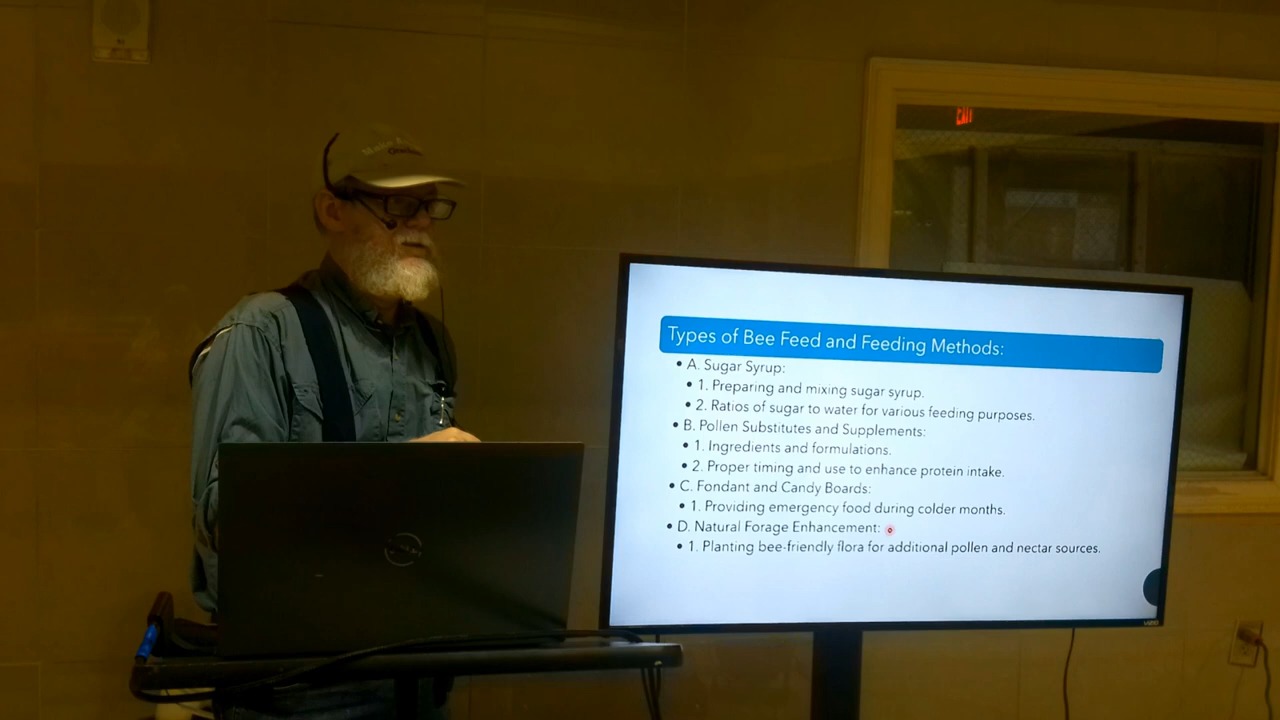 EXIT
Types of Bee Feed and Feeding Methods:
• A. Sugar Syrup:
• 1. Preparing and mixing sugar syrup.
• 2. Ratios of sugar to water for various feeding purposes.
• B. Pollen Substitutes and Supplements:
• 1. Ingredients and formulations.
• 2. Proper timing and use to enhance protein intake.
• C. Fondant and Candy Boards:
• 1. Providing emergency food during colder months.
• D. Natural Forage Enhancement:
• 1. Planting bee-friendly flora for additional pollen and nectar sources.
VIZIO
DELL